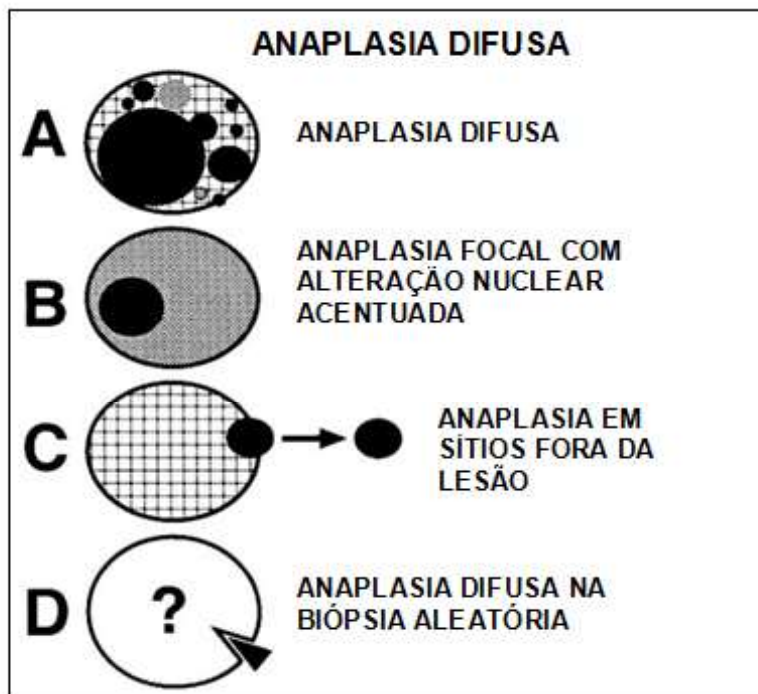 ANAPLASIA DIFUSA
A
ANAPLASIA DIFUSA
B
ANAPLASIA FOCAL COM
ALTERAÇÃO NUCLEAR
ACENTUADA
C
ANAPLASIA EM
SÍTIOS FORA DA
LESÃO
D
?
ANAPLASIA DIFUSA NA
BIÓPSIA ALEATÓRIA